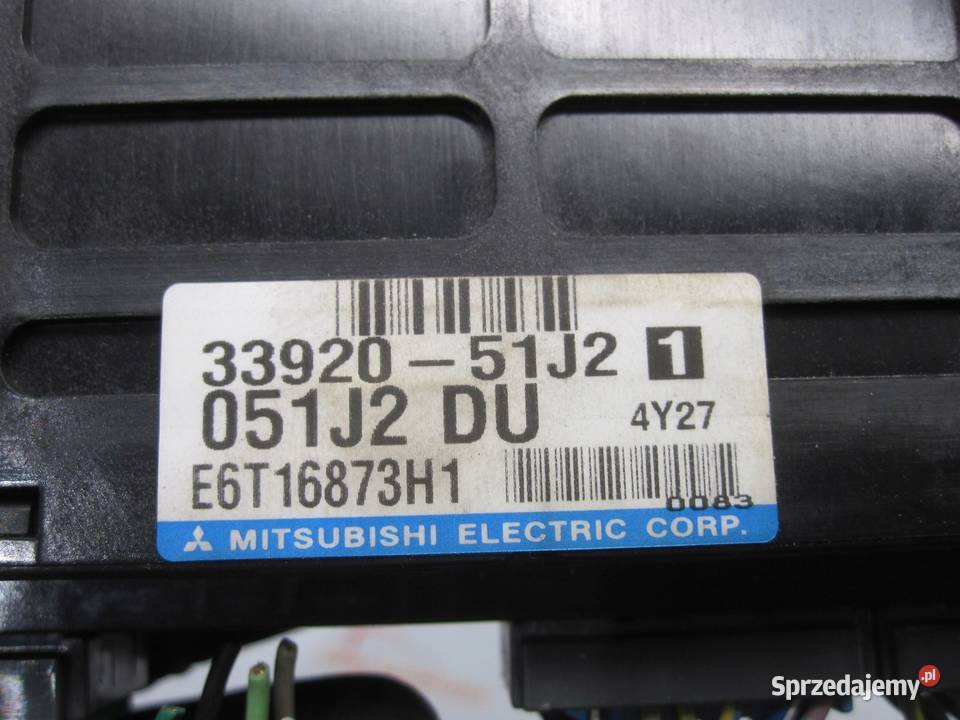 33920-51J2 1
051J2 DU 4Y27
E6T16873H1
0083
MITSUBISHI ELECTRIC CORP.
Sprzedajemy.pl